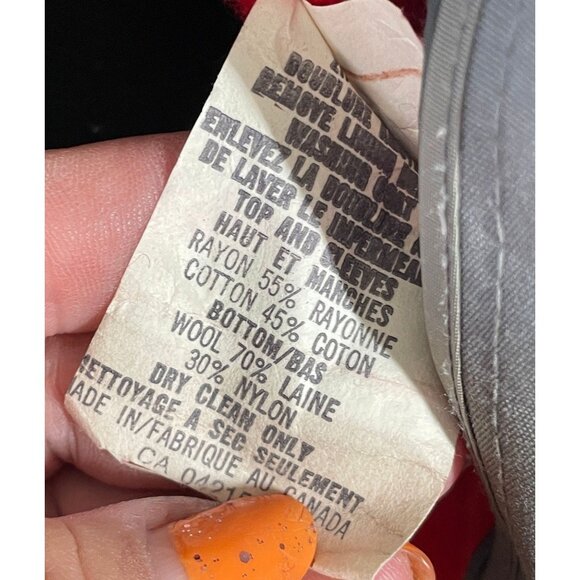 DOUBLURE
REMOVE LINING
WASHING ONLY
ENLEVEZ LA DOUBLURE
DE LAVER LE IMPERMEA
TOP AND SLEEVES
HAUT ET MANCHES
RAYON 55% RAYONNE
COTTON 45% COTON
BOTTOM/BAS
WOOL 70% LAINE
30% NYLON
DRY CLEAN ONLY
NETTOYAGE A SEC SEULEMENT
MADE IN/FABRIQUE AU CANADA
CA 0421